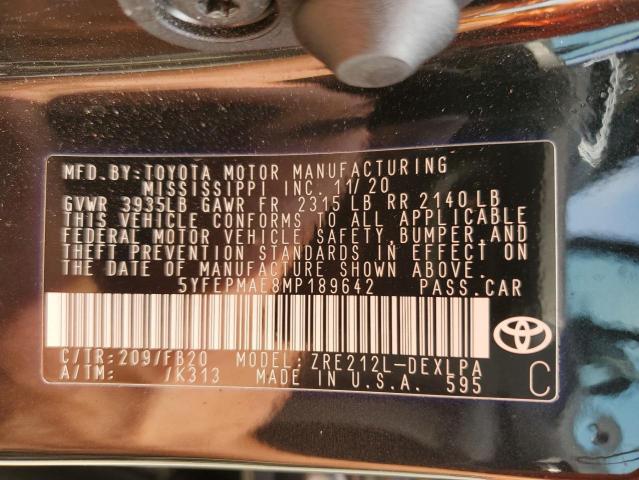 MFD.BY:TOYOTA MOTOR MANUFACTURING
MISSISSIPPI INC. 11/20
GVWR 3935LB GAWR FR 2315 LB RR 2140 LB
THIS VEHICLE CONFORMS TO ALL APPLICABLE
FEDERAL MOTOR VEHICLE SAFETY,BUMPER,AND
THEFT PREVENTION STANDARDS IN EFFECT ON
THE DATE OF MANUFACTURE SHOWN ABOVE.
5YFEPMAE8MP189642 PASS.CAR
C/TR:209/FB20 MODEL:ZRE212L-DEXLPA
A/TM: /K313 MADE IN U.S.A. 595
C